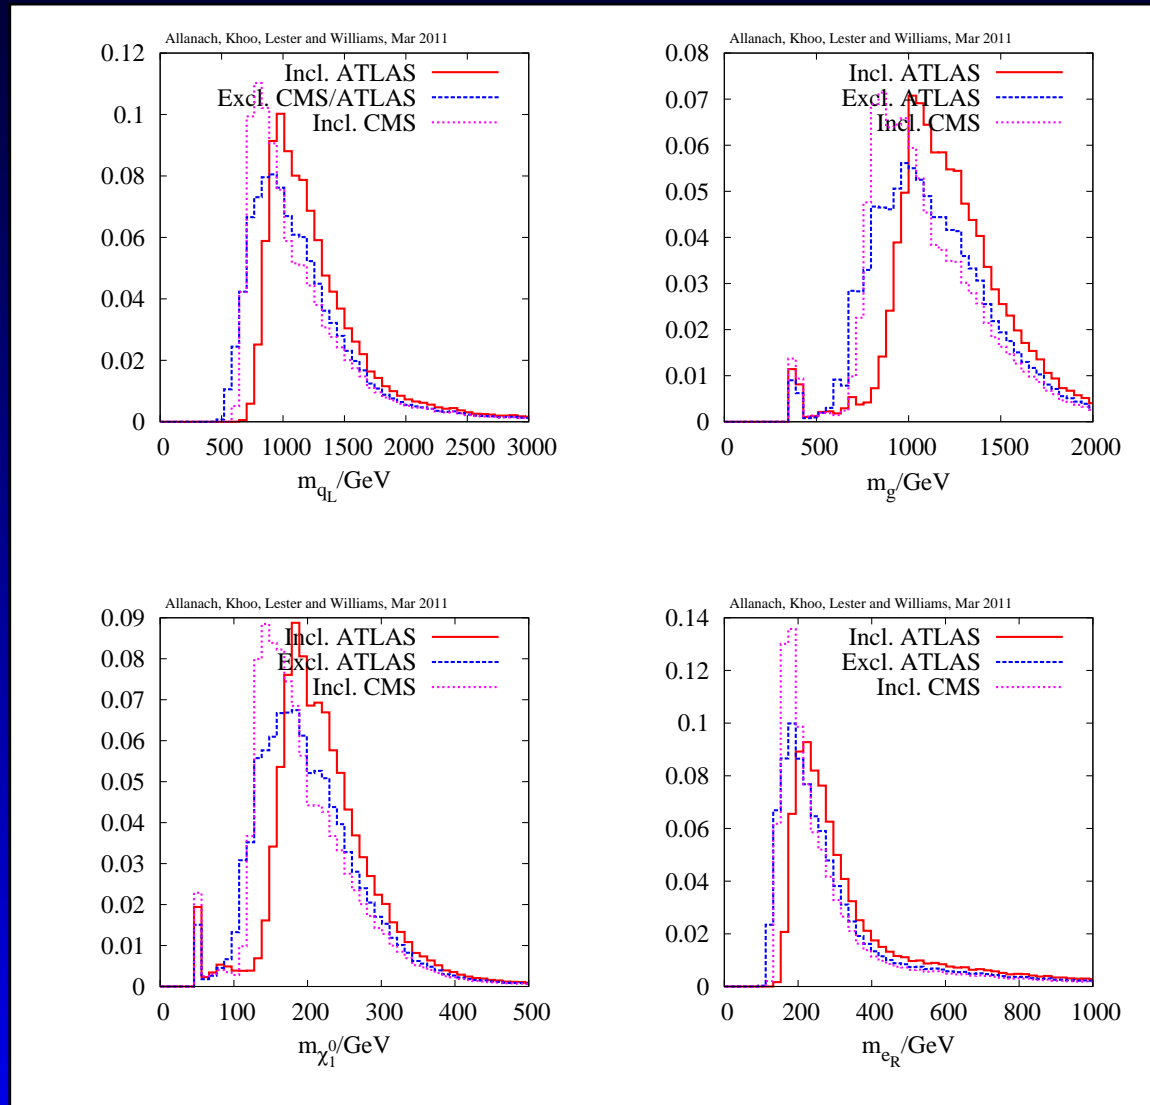 Allanach, Khoo, Lester and Williams, Mar 2011
0.12
0.1
0.08
0.06
0.04
0.02
0
Incl. ATLAS
Excl. CMS/ATLAS
Incl. CMS
0 500 1000 1500 2000 2500 3000
m_{q_L}/GeV
Allanach, Khoo, Lester and Williams, Mar 2011
0.08
0.07
0.06
0.05
0.04
0.03
0.02
0.01
0
Incl. ATLAS
Excl. ATLAS
Incl. CMS
0 500 1000 1500 2000
m_g/GeV
Allanach, Khoo, Lester and Williams, Mar 2011
0.09
0.08
0.07
0.06
0.05
0.04
0.03
0.02
0.01
0
Incl. ATLAS
Excl. ATLAS
Incl. CMS
0 100 200 300 400 500
m_{χ_1^0}/GeV
Allanach, Khoo, Lester and Williams, Mar 2011
0.14
0.12
0.1
0.08
0.06
0.04
0.02
0
Incl. ATLAS
Excl. ATLAS
Incl. CMS
0 200 400 600 800 1000
m_{e_R}/GeV